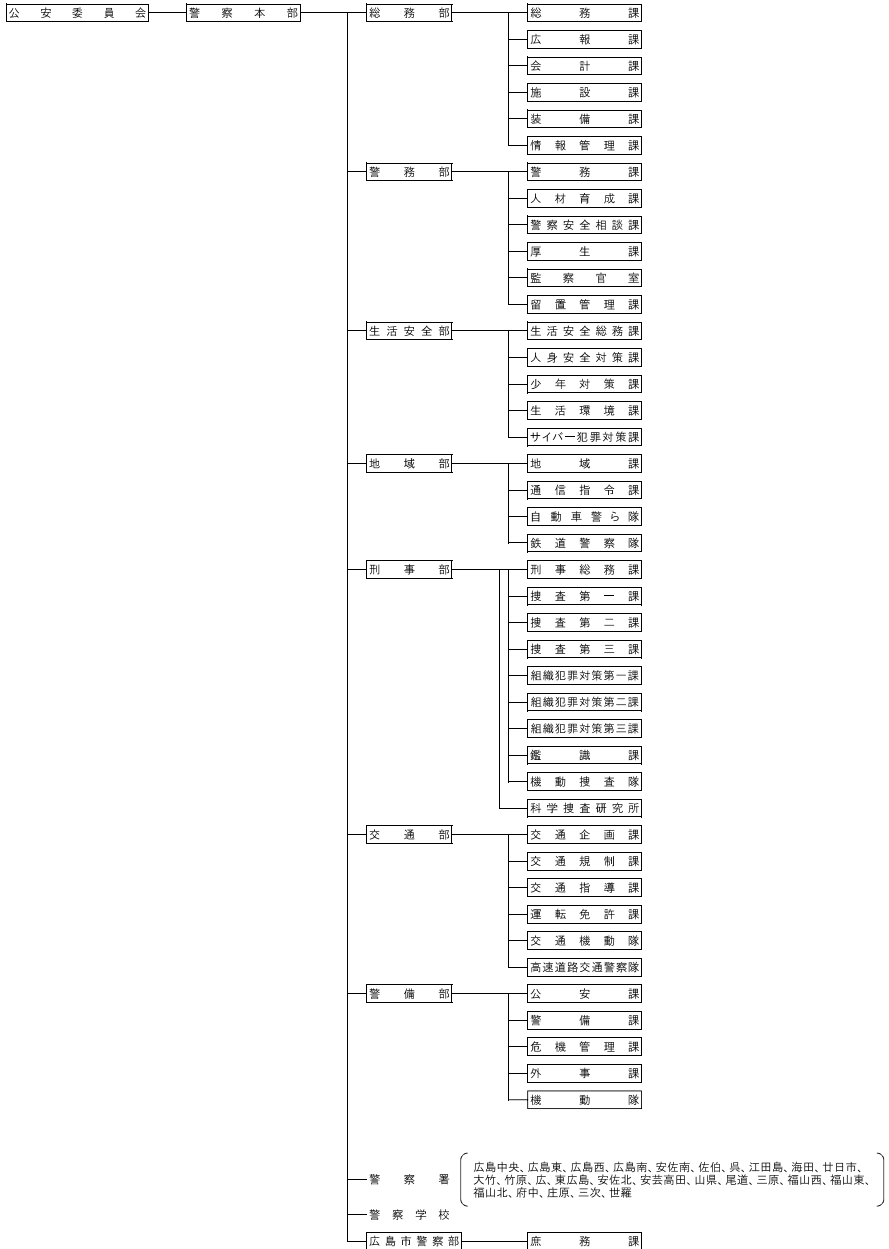 公安委員会 警察本部 総務部 総務課
広報課
会計課
施設課
装備課
情報管理課
警務部 警務課
人材育成課
警察安全相談課
厚生課
監察官室
留置管理課
生活安全部 生活安全総務課
人身安全対策課
少年対策課
生活環境課
サイバー犯罪対策課
地域部 地域課
通信指令課
自動車警ら隊
鉄道警察隊
刑事部 刑事総務課
捜査第一課
捜査第二課
捜査第三課
組織犯罪対策第一課
組織犯罪対策第二課
組織犯罪対策第三課
鑑識課
機動捜査隊
科学捜査研究所
交通部 交通企画課
交通規制課
交通指導課
運転免許課
交通機動隊
高速道路交通警察隊
警備部 公安課
警備課
危機管理課
外事課
機動隊
警察署
広島中央、広島東、広島西、広島南、安佐南、佐伯、呉、江田島、海田、廿日市、
大竹、竹原、広、東広島、安佐北、安芸高田、山県、尾道、三原、福山西、福山東、
福山北、府中、庄原、三次、世羅
警察学校
広島市警察部 庶務課